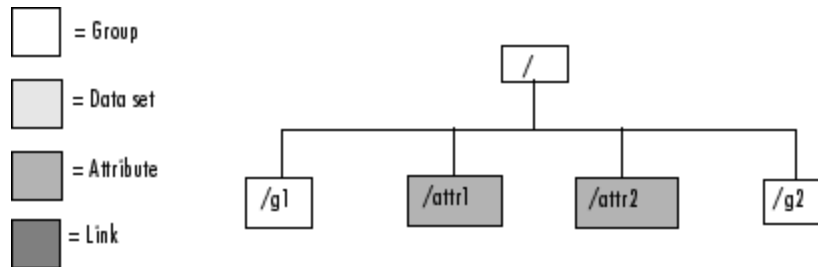 = Group
= Data set
= Attribute
= Link
/
/g1
/attr1
/attr2
/g2